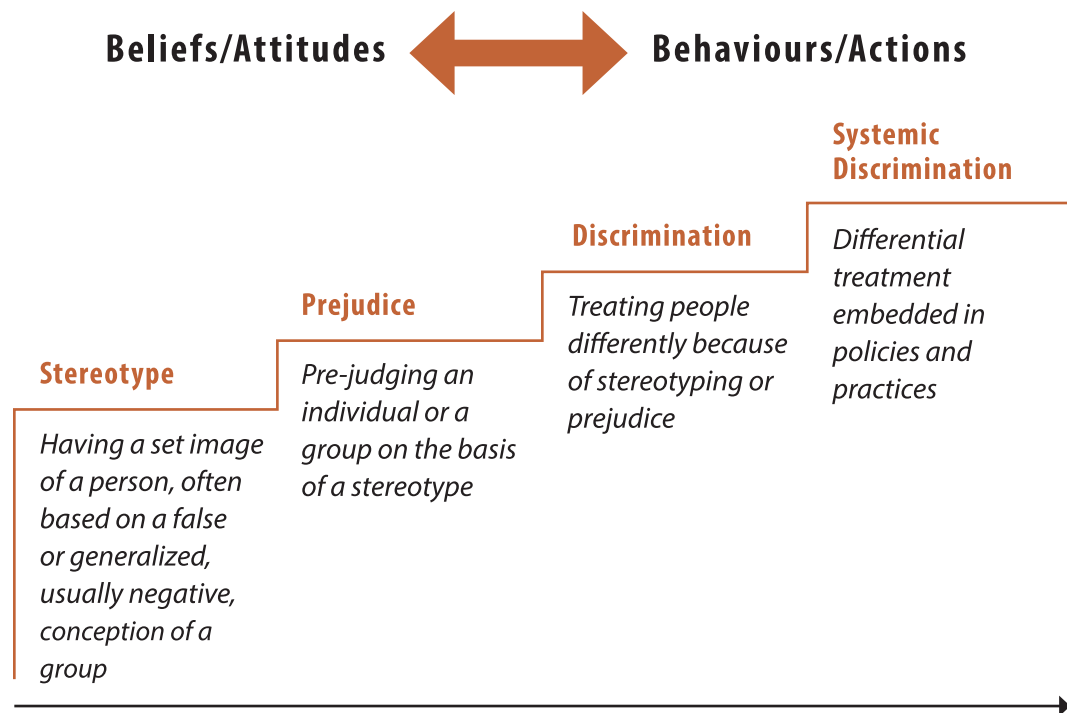 Beliefs/Attitudes
Behaviours/Actions
Stereotype
Having a set image
of a person, often
based on a false
or generalized,
usually negative,
conception of a
group
Prejudice
Pre-judging an
individual or a
group on the basis
of a stereotype
Discrimination
Treating people
differently because
of stereotyping or
prejudice
Systemic
Discrimination
Differential
treatment
embedded in
policies and
practices